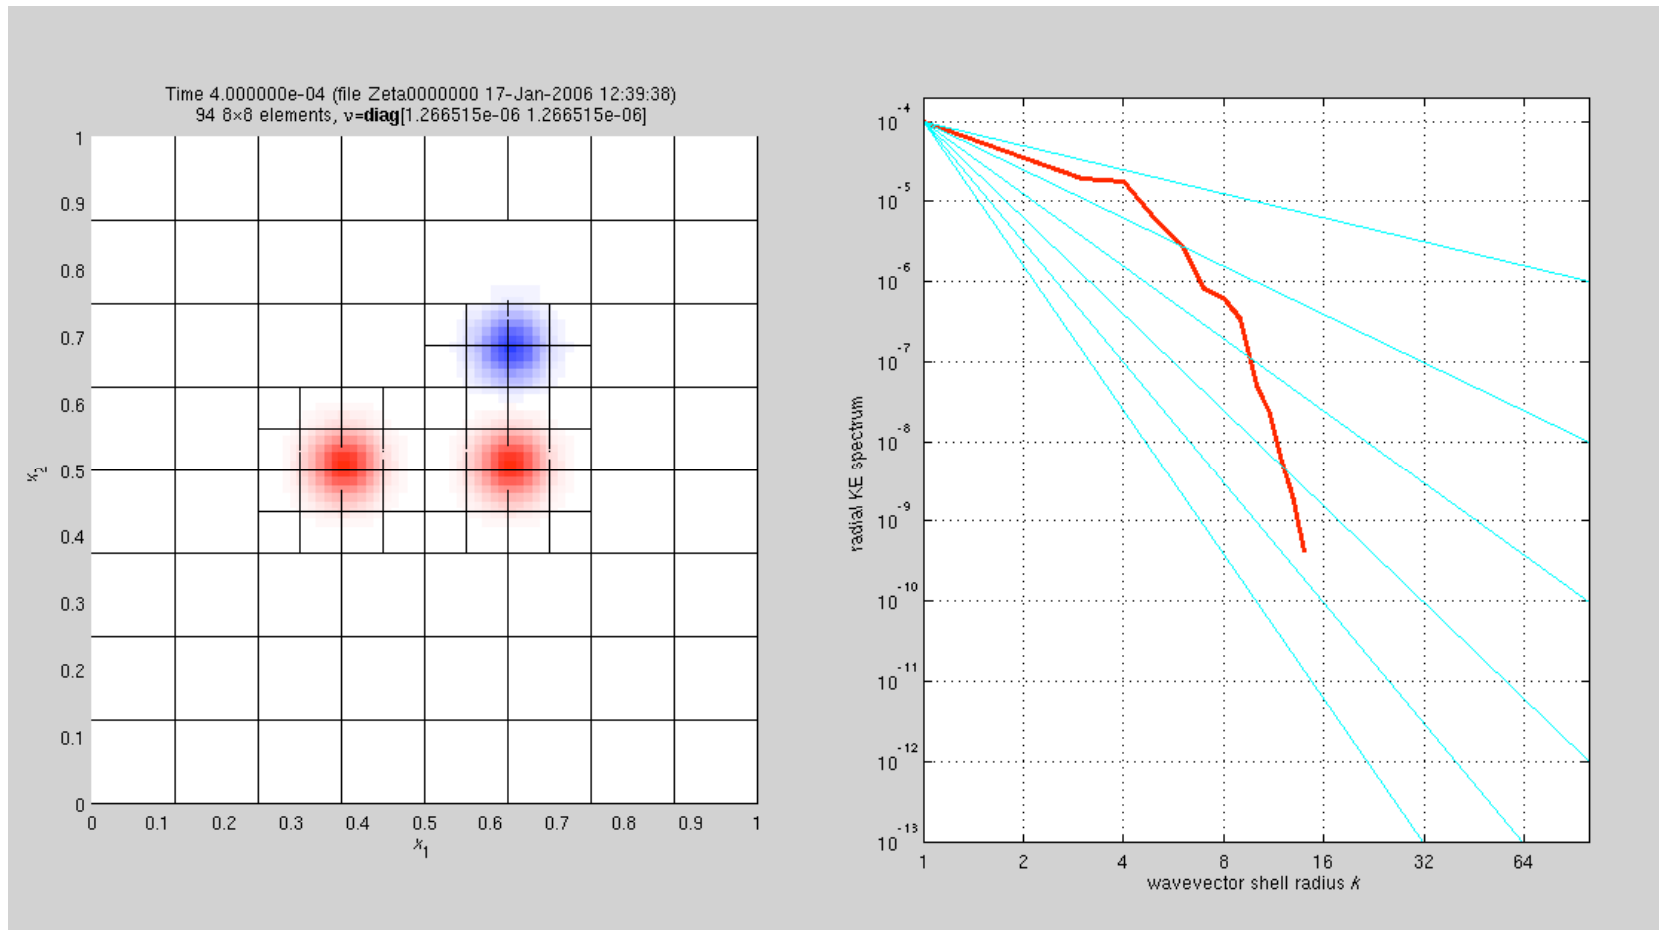 Time 4.000000e-04 (file Zeta0000000 17-Jan-2006 12:39:38)
94 8×8 elements, ν=diag[1.266515e-06 1.266515e-06]
1
0.9
0.8
0.7
0.6
0.5
0.4
0.3
0.2
0.1
0
x₂
0 0.1 0.2 0.3 0.4 0.5 0.6 0.7 0.8 0.9 1
x₁
radial KE spectrum
10⁻⁴
10⁻⁵
10⁻⁶
10⁻⁷
10⁻⁸
10⁻⁹
10⁻¹⁰
10⁻¹¹
10⁻¹²
10⁻¹³
1 2 4 8 16 32 64
wavevector shell radius k